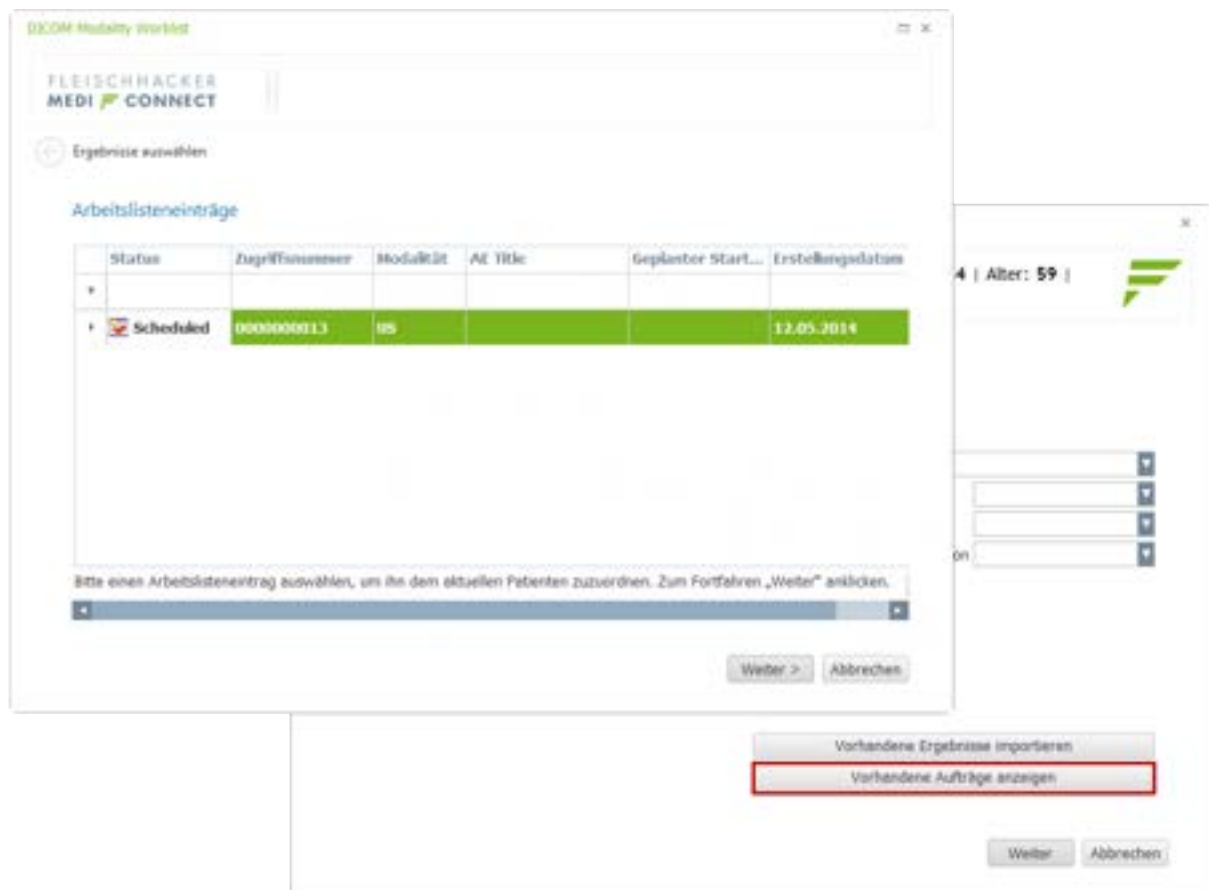 DICOM Modality Worklist
FLEISCHHACKER
MEDI CONNECT
Ergebnisse auswählen
Arbeitslisteneinträge
Status Zugriffsnummer Modalität AE Title Geplanter Start... Erstellungsdatum
Scheduled 0000000013 US 12.05.2014
Bitte einen Arbeitslisteneintrag auswählen, um ihn dem aktuellen Patienten zuzuordnen. Zum Fortfahren „Weiter" anklicken.
Weiter > Abbrechen
4 | Alter: 59 |
on
Vorhandene Ergebnisse importieren
Vorhandene Aufträge anzeigen
Weiter Abbrechen